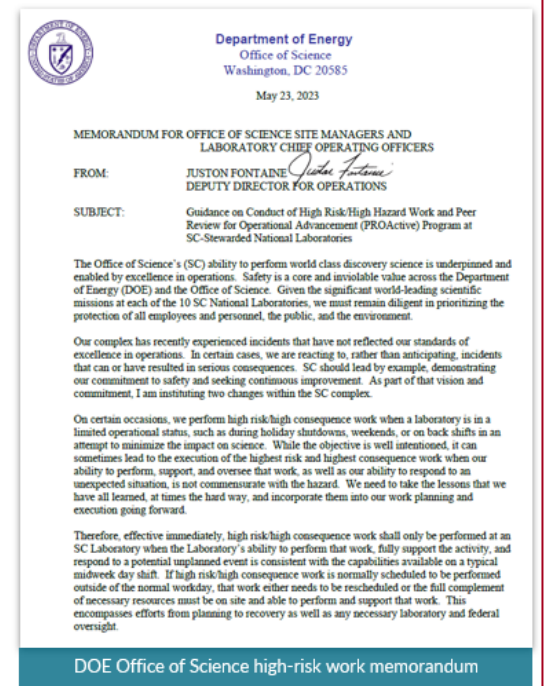 Department of Energy
Office of Science
Washington, DC 20585
May 23, 2023
MEMORANDUM FOR OFFICE OF SCIENCE SITE MANAGERS AND
LABORATORY CHIEF OPERATING OFFICERS
FROM: JUSTON FONTAINE
DEPUTY DIRECTOR FOR OPERATIONS
SUBJECT: Guidance on Conduct of High Risk/High Hazard Work and Peer
Review for Operational Advancement (PROActive) Program at
SC-Stewarded National Laboratories
The Office of Science's (SC) ability to perform world class discovery science is underpinned and
enabled by excellence in operations. Safety is a core and inviolable value across the Department
of Energy (DOE) and the Office of Science. Given the significant world-leading scientific
missions at each of the 10 SC National Laboratories, we must remain diligent in prioritizing the
protection of all employees and personnel, the public, and the environment.
Our complex has recently experienced incidents that have not reflected our standards of
excellence in operations. In certain cases, we are reacting to, rather than anticipating, incidents
that can or have resulted in serious consequences. SC should lead by example, demonstrating
our commitment to safety and seeking continuous improvement. As part of that vision and
commitment, I am instituting two changes within the SC complex.
On certain occasions, we perform high risk/high consequence work when a laboratory is in a
limited operational status, such as during holiday shutdowns, weekends, or on back shifts in an
attempt to minimize the impact on science. While the objective is well intentioned, it can
sometimes lead to the execution of the highest risk and highest consequence work when our
ability to perform, support, and oversee that work, as well as our ability to respond to an
unexpected situation, is not commensurate with the hazard. We need to take the lessons that we
have all learned, at times the hard way, and incorporate them into our work planning and
execution going forward.
Therefore, effective immediately, high risk/high consequence work shall only be performed at an
SC Laboratory when the Laboratory's ability to perform that work, fully support the activity, and
respond to a potential unplanned event is consistent with the capabilities available on a typical
midweek day shift. If high risk/high consequence work is normally scheduled to be performed
outside of the normal workday, that work either needs to be rescheduled or the full complement
of necessary resources must be on site and able to perform and support that work. This
encompasses efforts from planning to recovery as well as any necessary laboratory and federal
oversight.
DOE Office of Science high-risk work memorandum